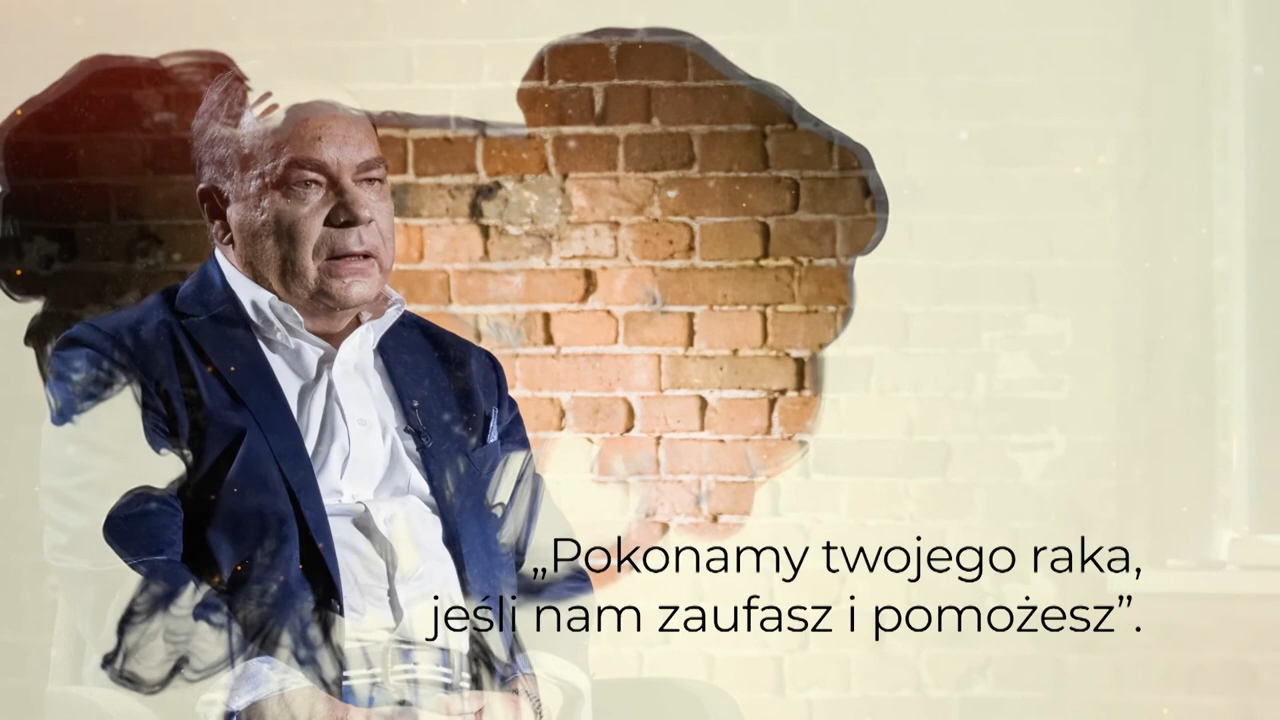 „Pokonamy twojego raka,
jeśli nam zaufasz i pomożesz”.